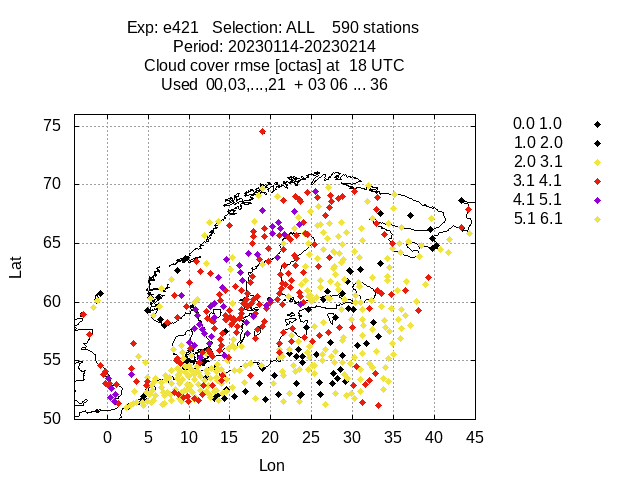 Exp: e421 Selection: ALL 590 stations
Period: 20230114-20230214
Cloud cover rmse [octas] at 18 UTC
Used 00,03,...,21 + 03 06 ... 36
75
70
65
60
55
50
Lat
0 5 10 15 20 25 30 35 40 45
Lon
0.0 1.0
1.0 2.0
2.0 3.1
3.1 4.1
4.1 5.1
5.1 6.1